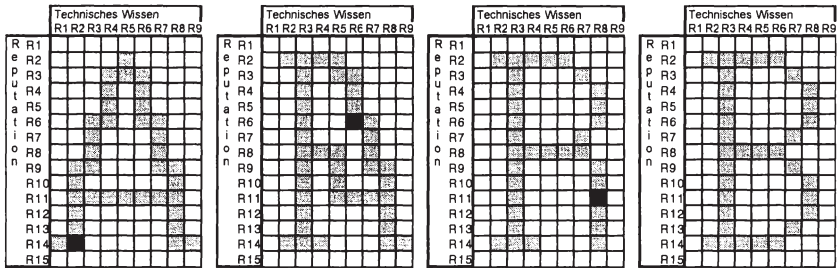 Technisches Wissen
R1 R2 R3 R4 R5 R6 R7 R8 R9
Reputation
R1
R2
R3
R4
R5
R6
R7
R8
R9
R10
R11
R12
R13
R14
R15
Technisches Wissen
R1 R2 R3 R4 R5 R6 R7 R8 R9
Reputation
R1
R2
R3
R4
R5
R6
R7
R8
R9
R10
R11
R12
R13
R14
R15
Technisches Wissen
R1 R2 R3 R4 R5 R6 R7 R8 R9
Reputation
R1
R2
R3
R4
R5
R6
R7
R8
R9
R10
R11
R12
R13
R14
R15
Technisches Wissen
R1 R2 R3 R4 R5 R6 R7 R8 R9
Reputation
R1
R2
R3
R4
R5
R6
R7
R8
R9
R10
R11
R12
R13
R14
R15